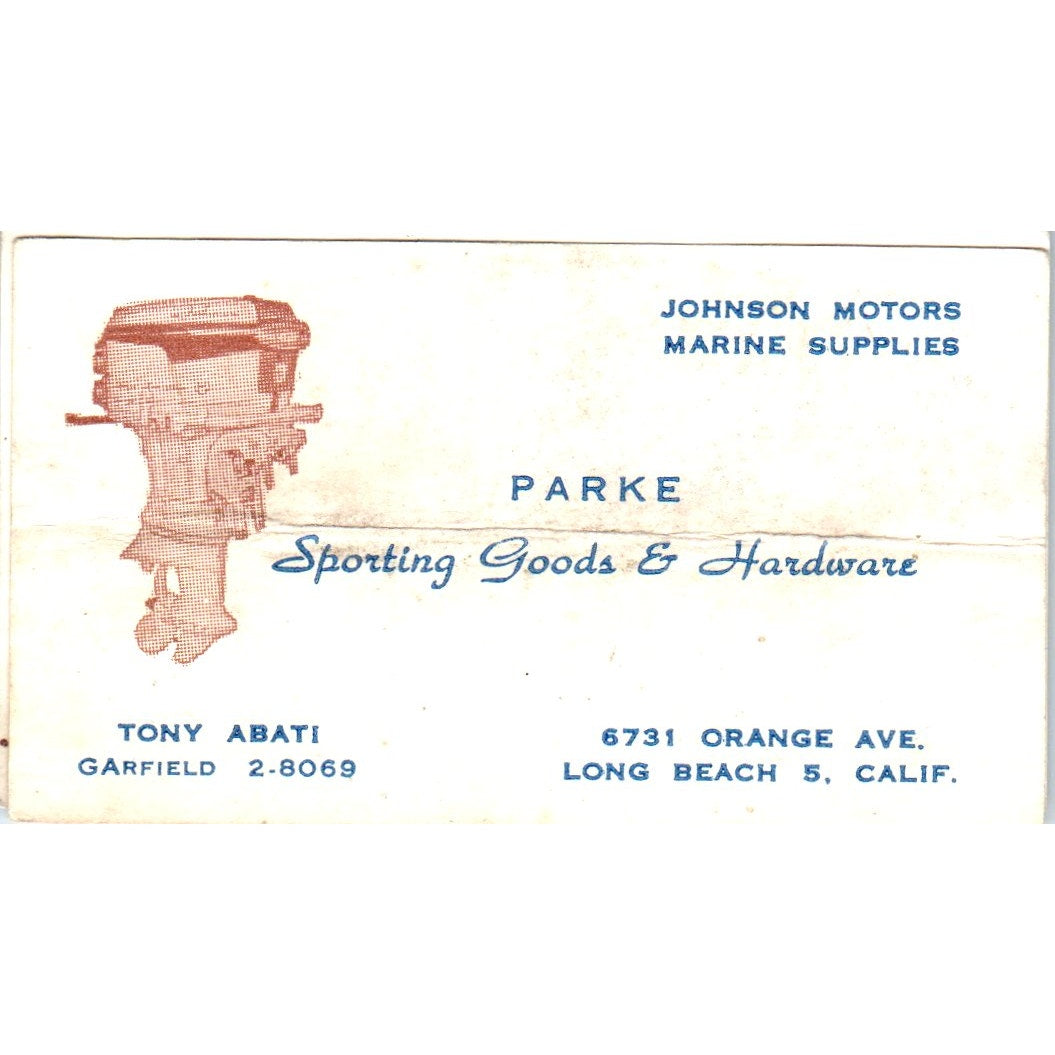 JOHNSON MOTORS
MARINE SUPPLIES
PARKE
Sporting Goods & Hardware
TONY ABATI
GARFIELD 2-8069
6731 ORANGE AVE.
LONG BEACH 5, CALIF.